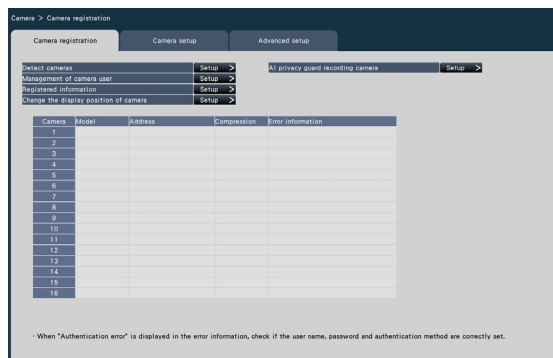 Camera > Camera registration
Camera registration Camera setup Advanced setup
Detect cameras Setup > AI privacy guard recording camera Setup >
Management of camera user Setup >
Registered information Setup >
Change the display position of camera Setup >
Camera Model Address Compression Error information
1
2
3
4
5
6
7
8
9
10
11
12
13
14
15
16
· When "Authentication error" is displayed in the error information, check if the user name, password and authentication method are correctly set.